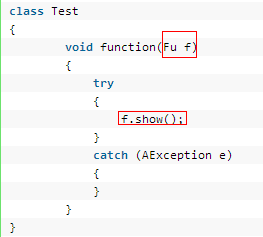 class Test
{
void function(Fu f)
{
try
{
f.show();
}
catch (AException e)
{
}
}
}